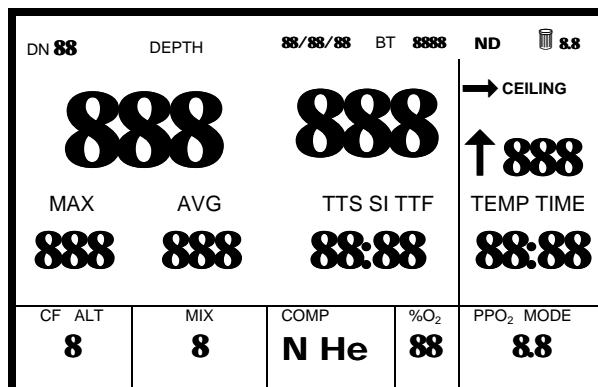 DN 88 DEPTH 88/88/88 BT 8888 ND 8.8
CEILING
888 888 888
MAX AVG TTS SI TTF TEMP TIME
888 888 88:88 88:88
CF ALT MIX COMP %O₂ PPO₂ MODE
8 8 N He 88 8.8